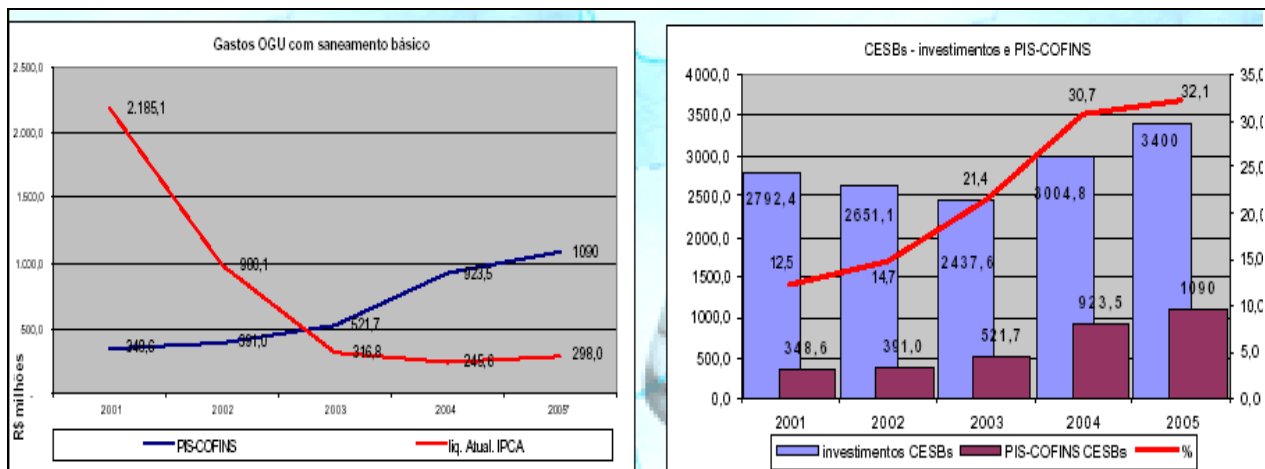 Gastos OGU com saneamento básico
2.500,0
2.000,0
1.500,0
1.000,0
500,0
-
R$ milhões
2.185,1
1090
923,5
521,7
391,0
348,6
316,8
245,6
298,0
2001 2002 2003 2004 2005'
PIS-COFINS liq. Atual. IPCA
CESBs - investimentos e PIS-COFINS
4000,0 35,0
3500,0 30,0
3000,0 25,0
2500,0 20,0
2000,0 15,0
1500,0 10,0
1000,0 5,0
500,0 0,0
0,0
2792,4 2651,1 2437,6 3004,8 3400
12,5 14,7 21,4 30,7 32,1
348,6 391,0 521,7 923,5 1090
2001 2002 2003 2004 2005
investimentos CESBs PIS-COFINS CESBs %